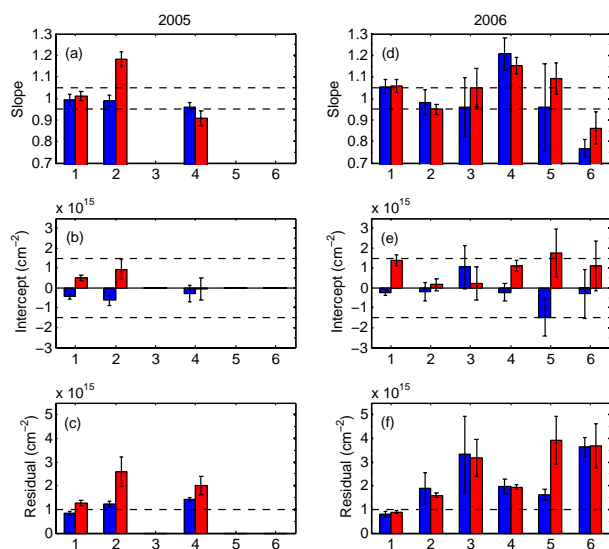 2005
2006
(a)
1.3
1.2
1.1
1
0.9
0.8
0.7
Slope
1 2 3 4 5 6
(d)
1.3
1.2
1.1
1
0.9
0.8
0.7
Slope
1 2 3 4 5 6
x 10^15
(b)
3
2
1
0
−1
−2
−3
Intercept (cm⁻²)
1 2 3 4 5 6
x 10^15
(e)
3
2
1
0
−1
−2
−3
Intercept (cm⁻²)
1 2 3 4 5 6
x 10^15
(c)
5
4
3
2
1
0
Residual (cm⁻²)
1 2 3 4 5 6
x 10^15
(f)
5
4
3
2
1
0
Residual (cm⁻²)
1 2 3 4 5 6